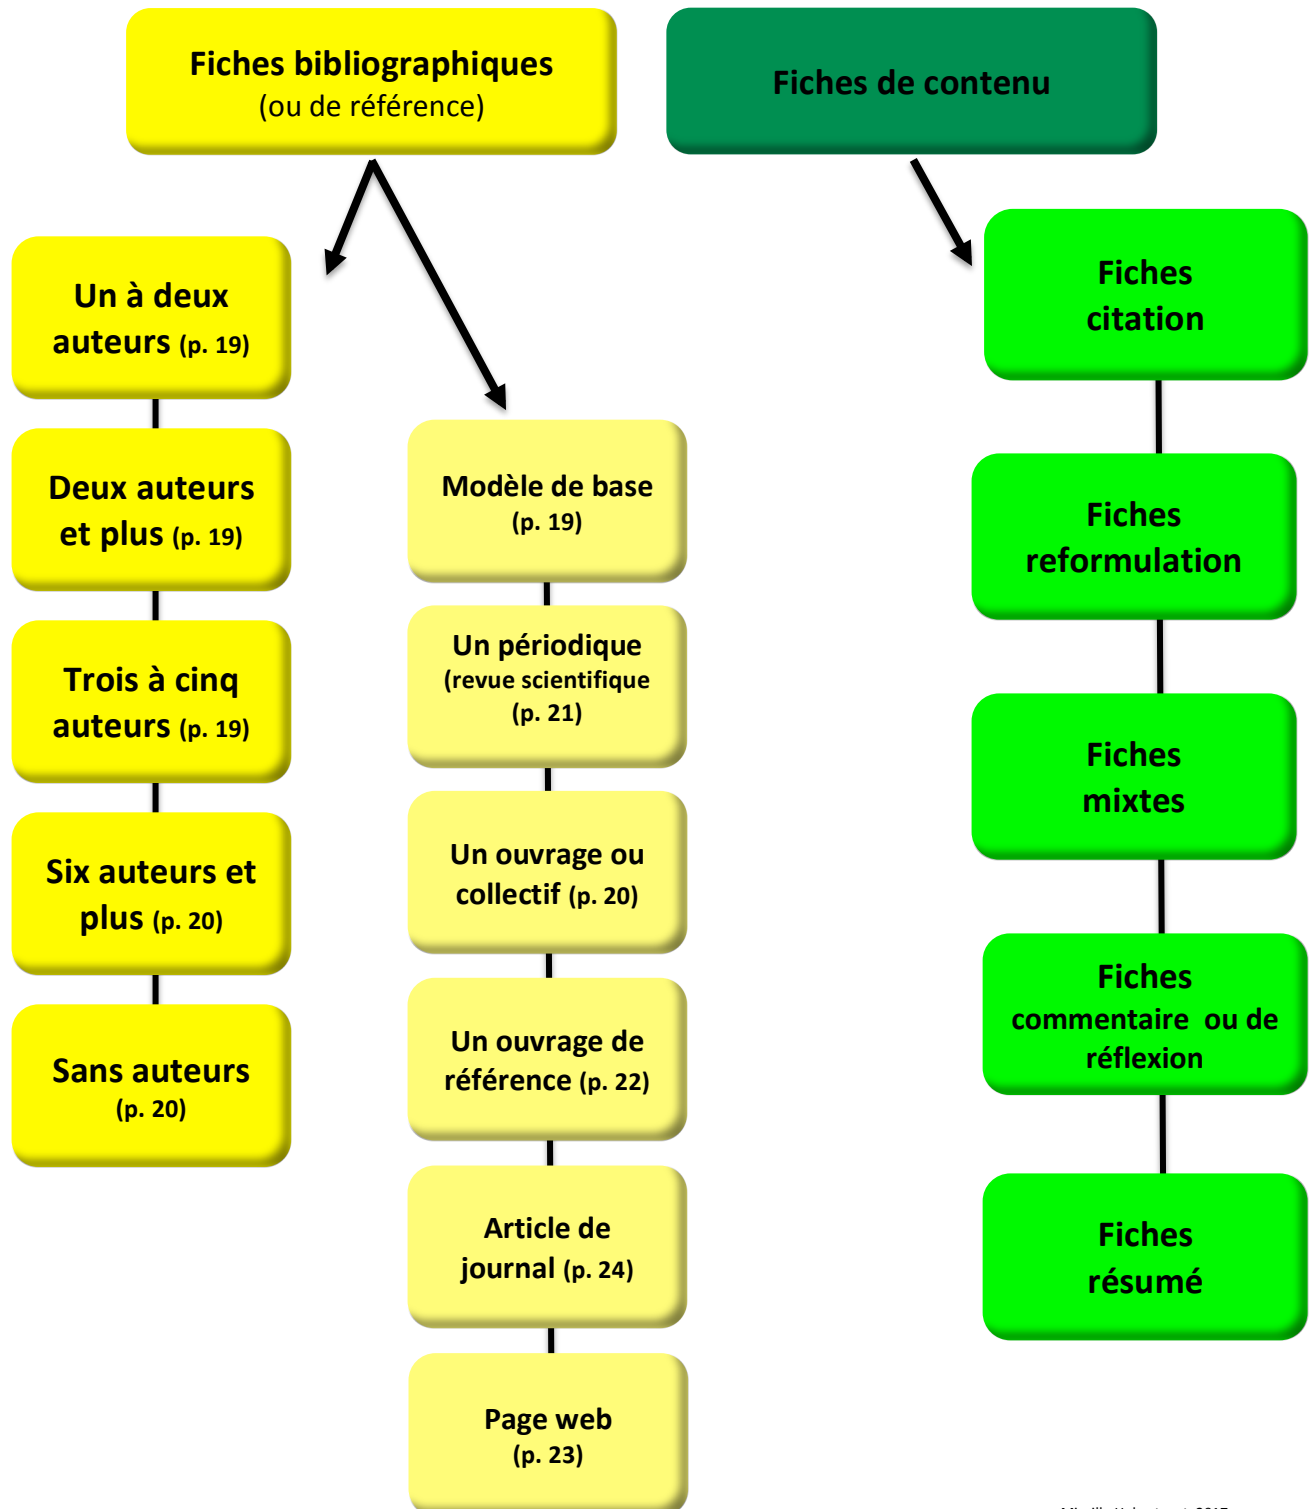 Fiches bibliographiques
(ou de référence)
Fiches de contenu
Un à deux
auteurs (p. 19)
Deux auteurs
et plus (p. 19)
Trois à cinq
auteurs (p. 19)
Six auteurs et
plus (p. 20)
Sans auteurs
(p. 20)
Modèle de base
(p. 19)
Un périodique
(revue scientifique
(p. 21)
Un ouvrage ou
collectif (p. 20)
Un ouvrage de
référence (p. 22)
Article de
journal (p. 24)
Page web
(p. 23)
Fiches
citation
Fiches
reformulation
Fiches
mixtes
Fiches
commentaire ou de
réflexion
Fiches
résumé